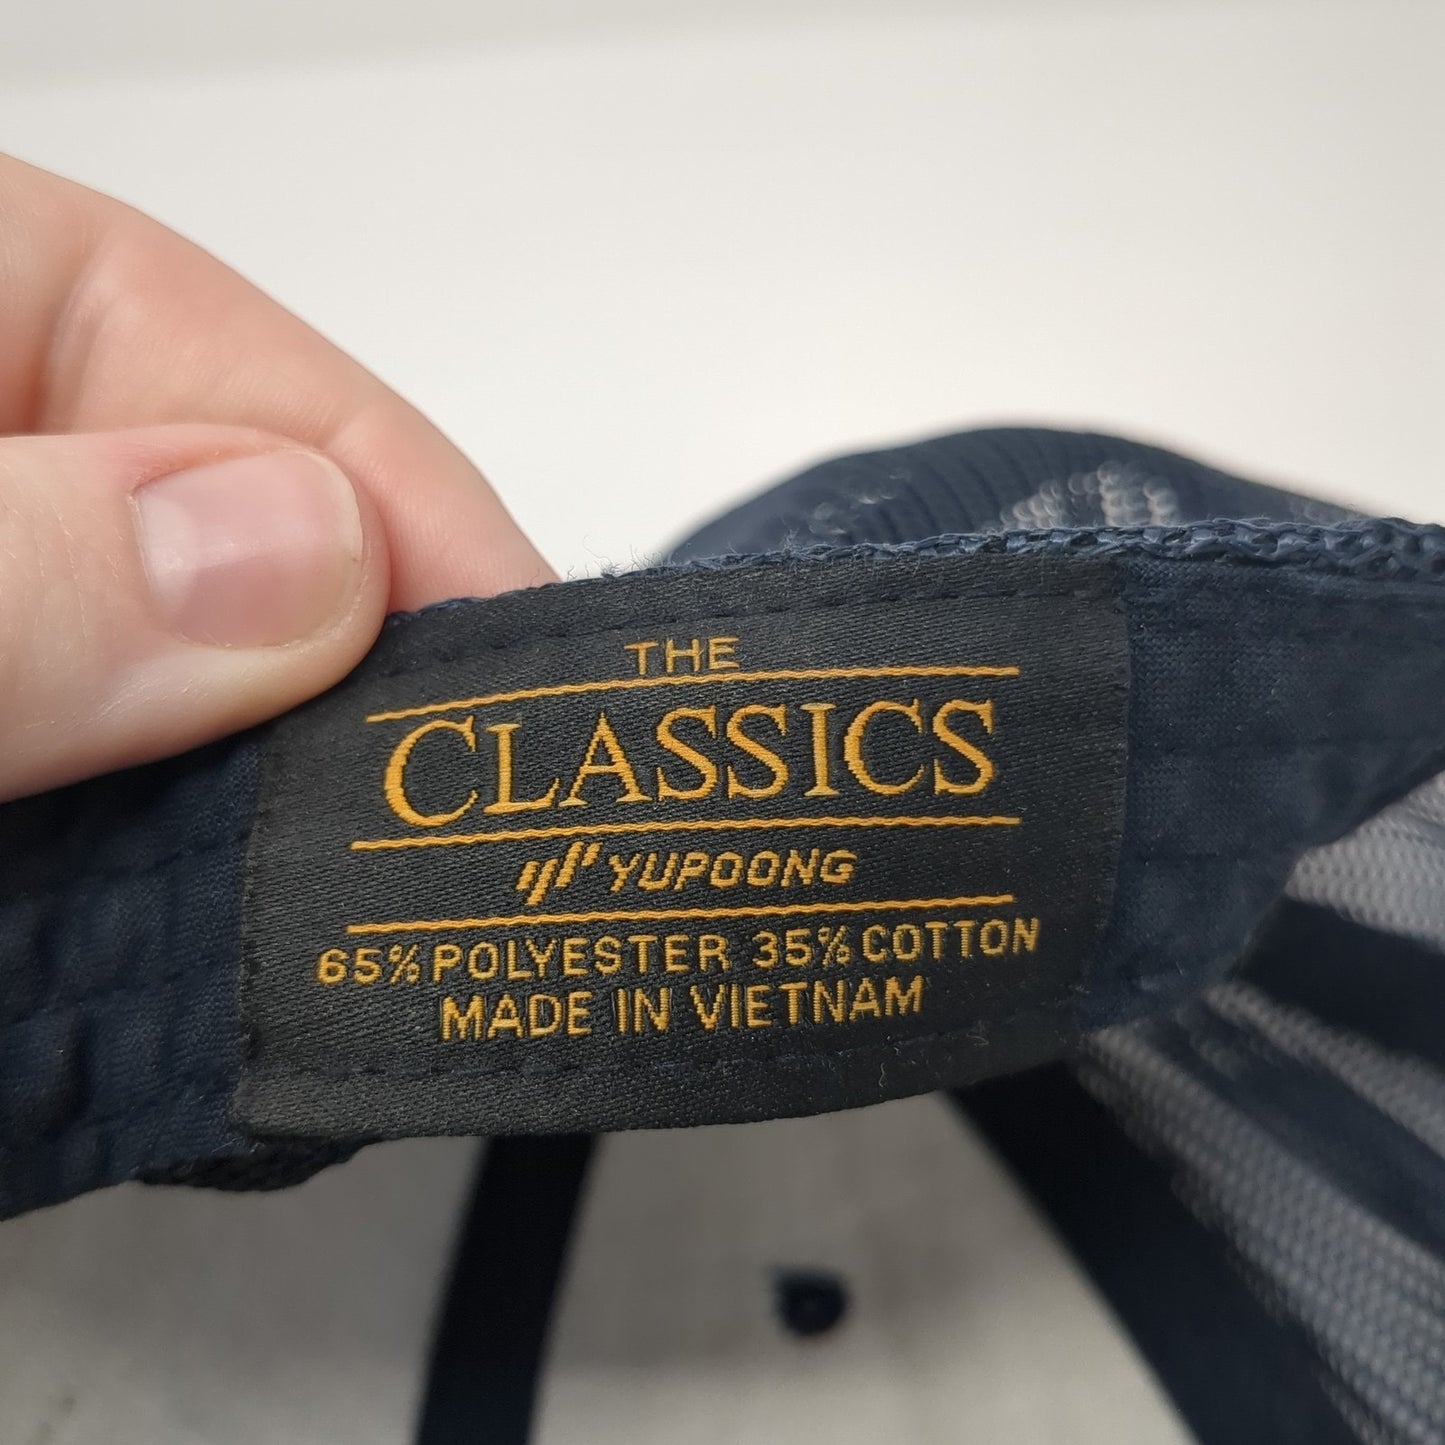 THE
CLASSICS
YUPOONG
65% POLYESTER 35% COTTON
MADE IN VIETNAM